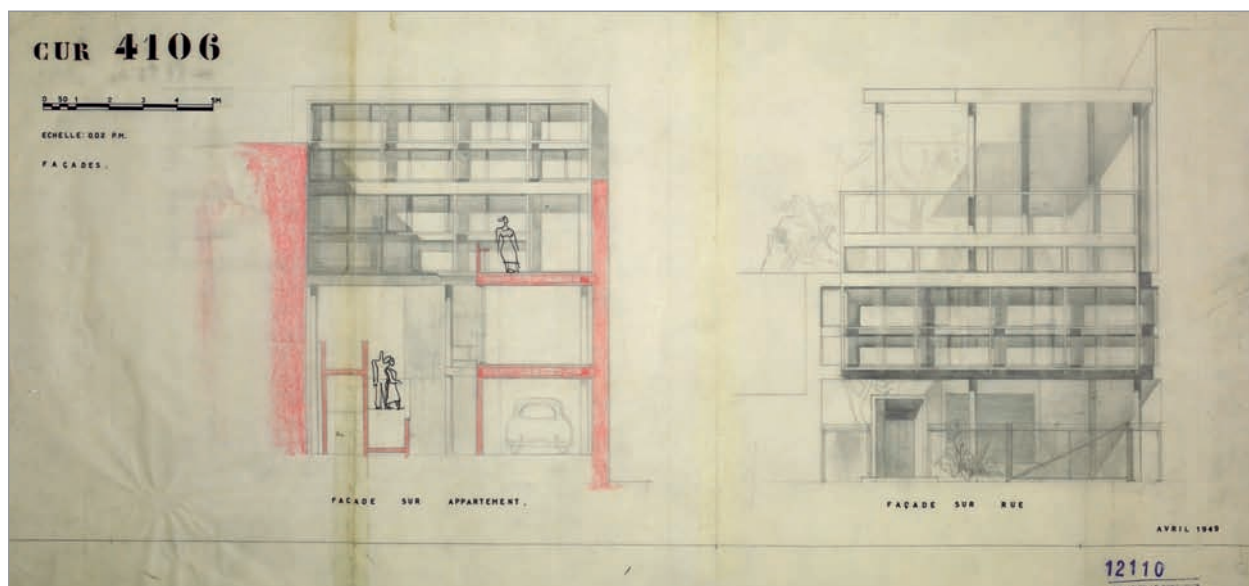 CUR 4106
0 50 1 2 3 4 5M
ECHELLE: 0.02 P.M.
FAÇADES.
FAÇADE SUR APPARTEMENT.
FAÇADE SUR RUE
AVRIL 1949
12110